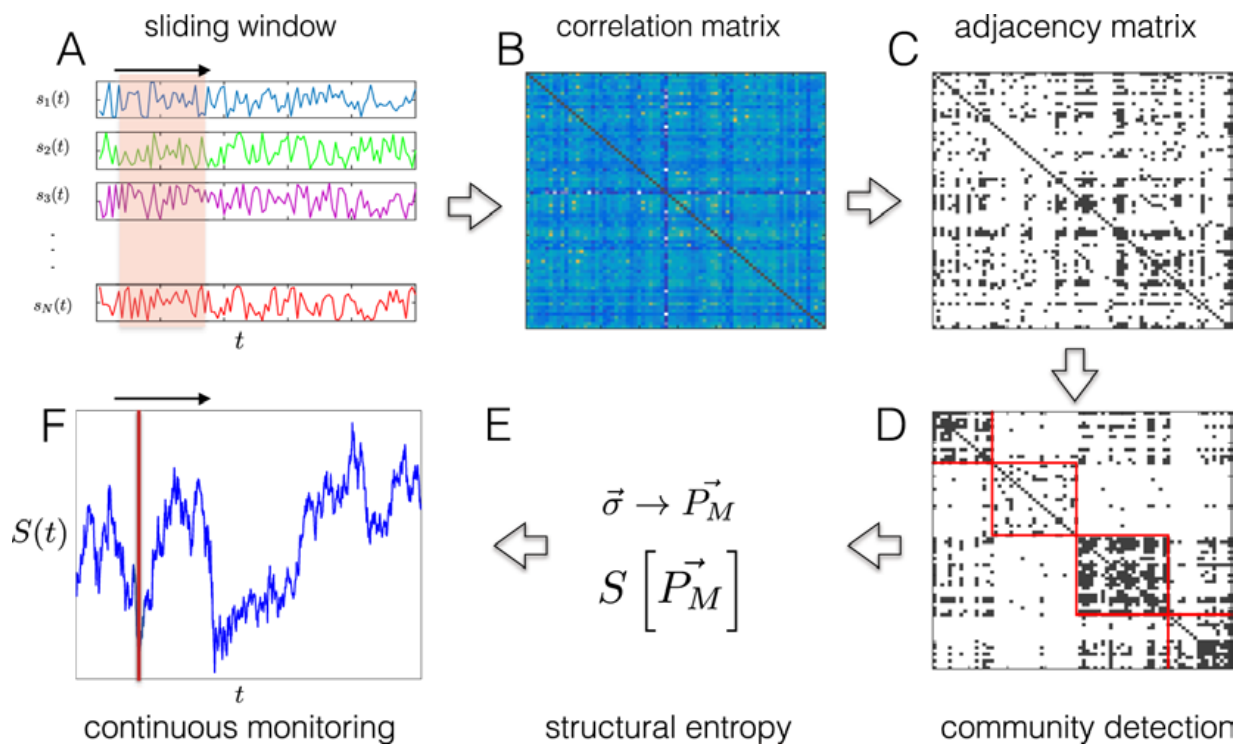 sliding window
A
s₁(t)
s₂(t)
s₃(t)
s_N(t)
t
correlation matrix
B
adjacency matrix
C
F
S(t)
t
continuous monitoring
E
σ⃗ → P⃗_M
S [P⃗_M]
structural entropy
D
community detection